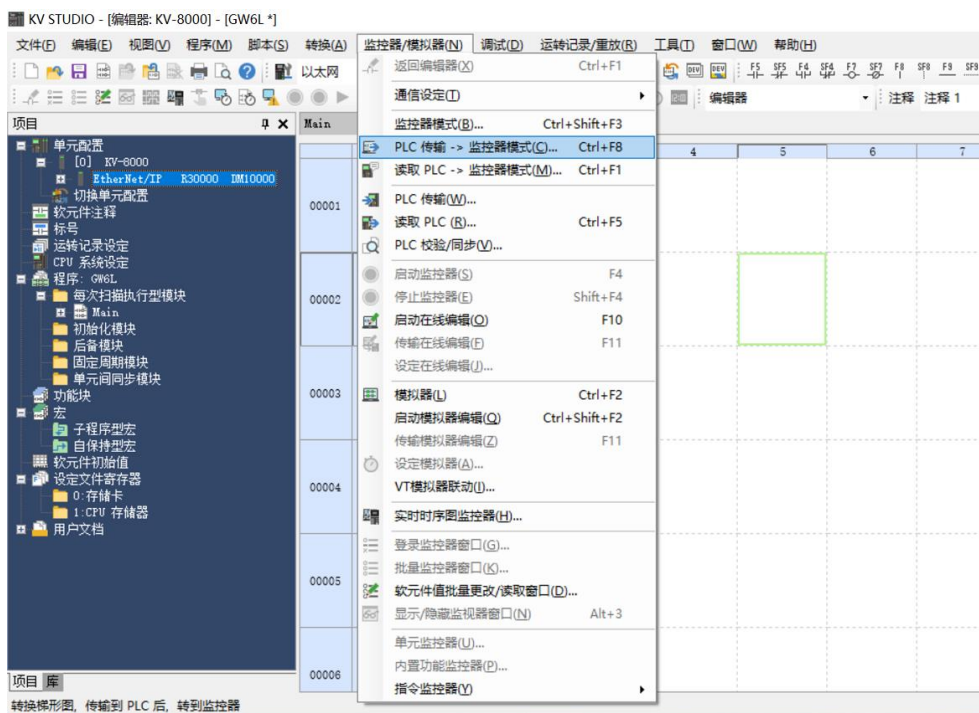 KV STUDIO - [编辑器: KV-8000] - [GW6L *]
文件(F) 编辑(E) 视图(V) 程序(M) 脚本(S) 转换(A) 监控器/模拟器(N) 调试(D) 运转记录/重放(R) 工具(T) 窗口(W) 帮助(H)
以太网
F5 SF5 F4 SF4 F7 SF7 F8 SF8 F9 SF9
编辑器 注释 注释 1
项目
单元配置
[0] KV-8000
EtherNet/IP R30000 DM10000
切换单元配置
软元件注释
标号
运转记录设定
CPU 系统设定
程序: GW6L
每次扫描执行型模块
Main
初始化模块
后备模块
固定周期模块
单元间同步模块
功能块
宏
子程序型宏
自保持型宏
软元件初始值
设定文件寄存器
0:存储卡
1:CPU 存储器
用户文档
项目 库
Main
返回编辑器(X) Ctrl+F1
通信设定(T)
监控器模式(B)... Ctrl+Shift+F3
PLC 传输 -> 监控器模式(C)... Ctrl+F8
读取 PLC -> 监控器模式(M)... Ctrl+F1
PLC 传输(W)...
读取 PLC (R)... Ctrl+F5
PLC 校验/同步(V)...
启动监控器(S) F4
停止监控器(E) Shift+F4
启动在线编辑(O) F10
传输在线编辑(F) F11
设定在线编辑(J)...
模拟器(L) Ctrl+F2
启动模拟器编辑(Q) Ctrl+Shift+F2
传输模拟器编辑(Z) F11
设定模拟器(A)...
VT模拟器联动(I)...
实时时序图监控器(H)...
登录监控器窗口(G)...
批量监控器窗口(K)...
软元件值批量更改/读取窗口(D)...
显示/隐藏监视器窗口(N) Alt+3
单元监控器(U)...
内置功能监控器(P)...
指令监控器(Y)
4 5 6 7
00001
00002
00003
00004
00005
00006
转换梯形图, 传输到 PLC 后, 转到监控器